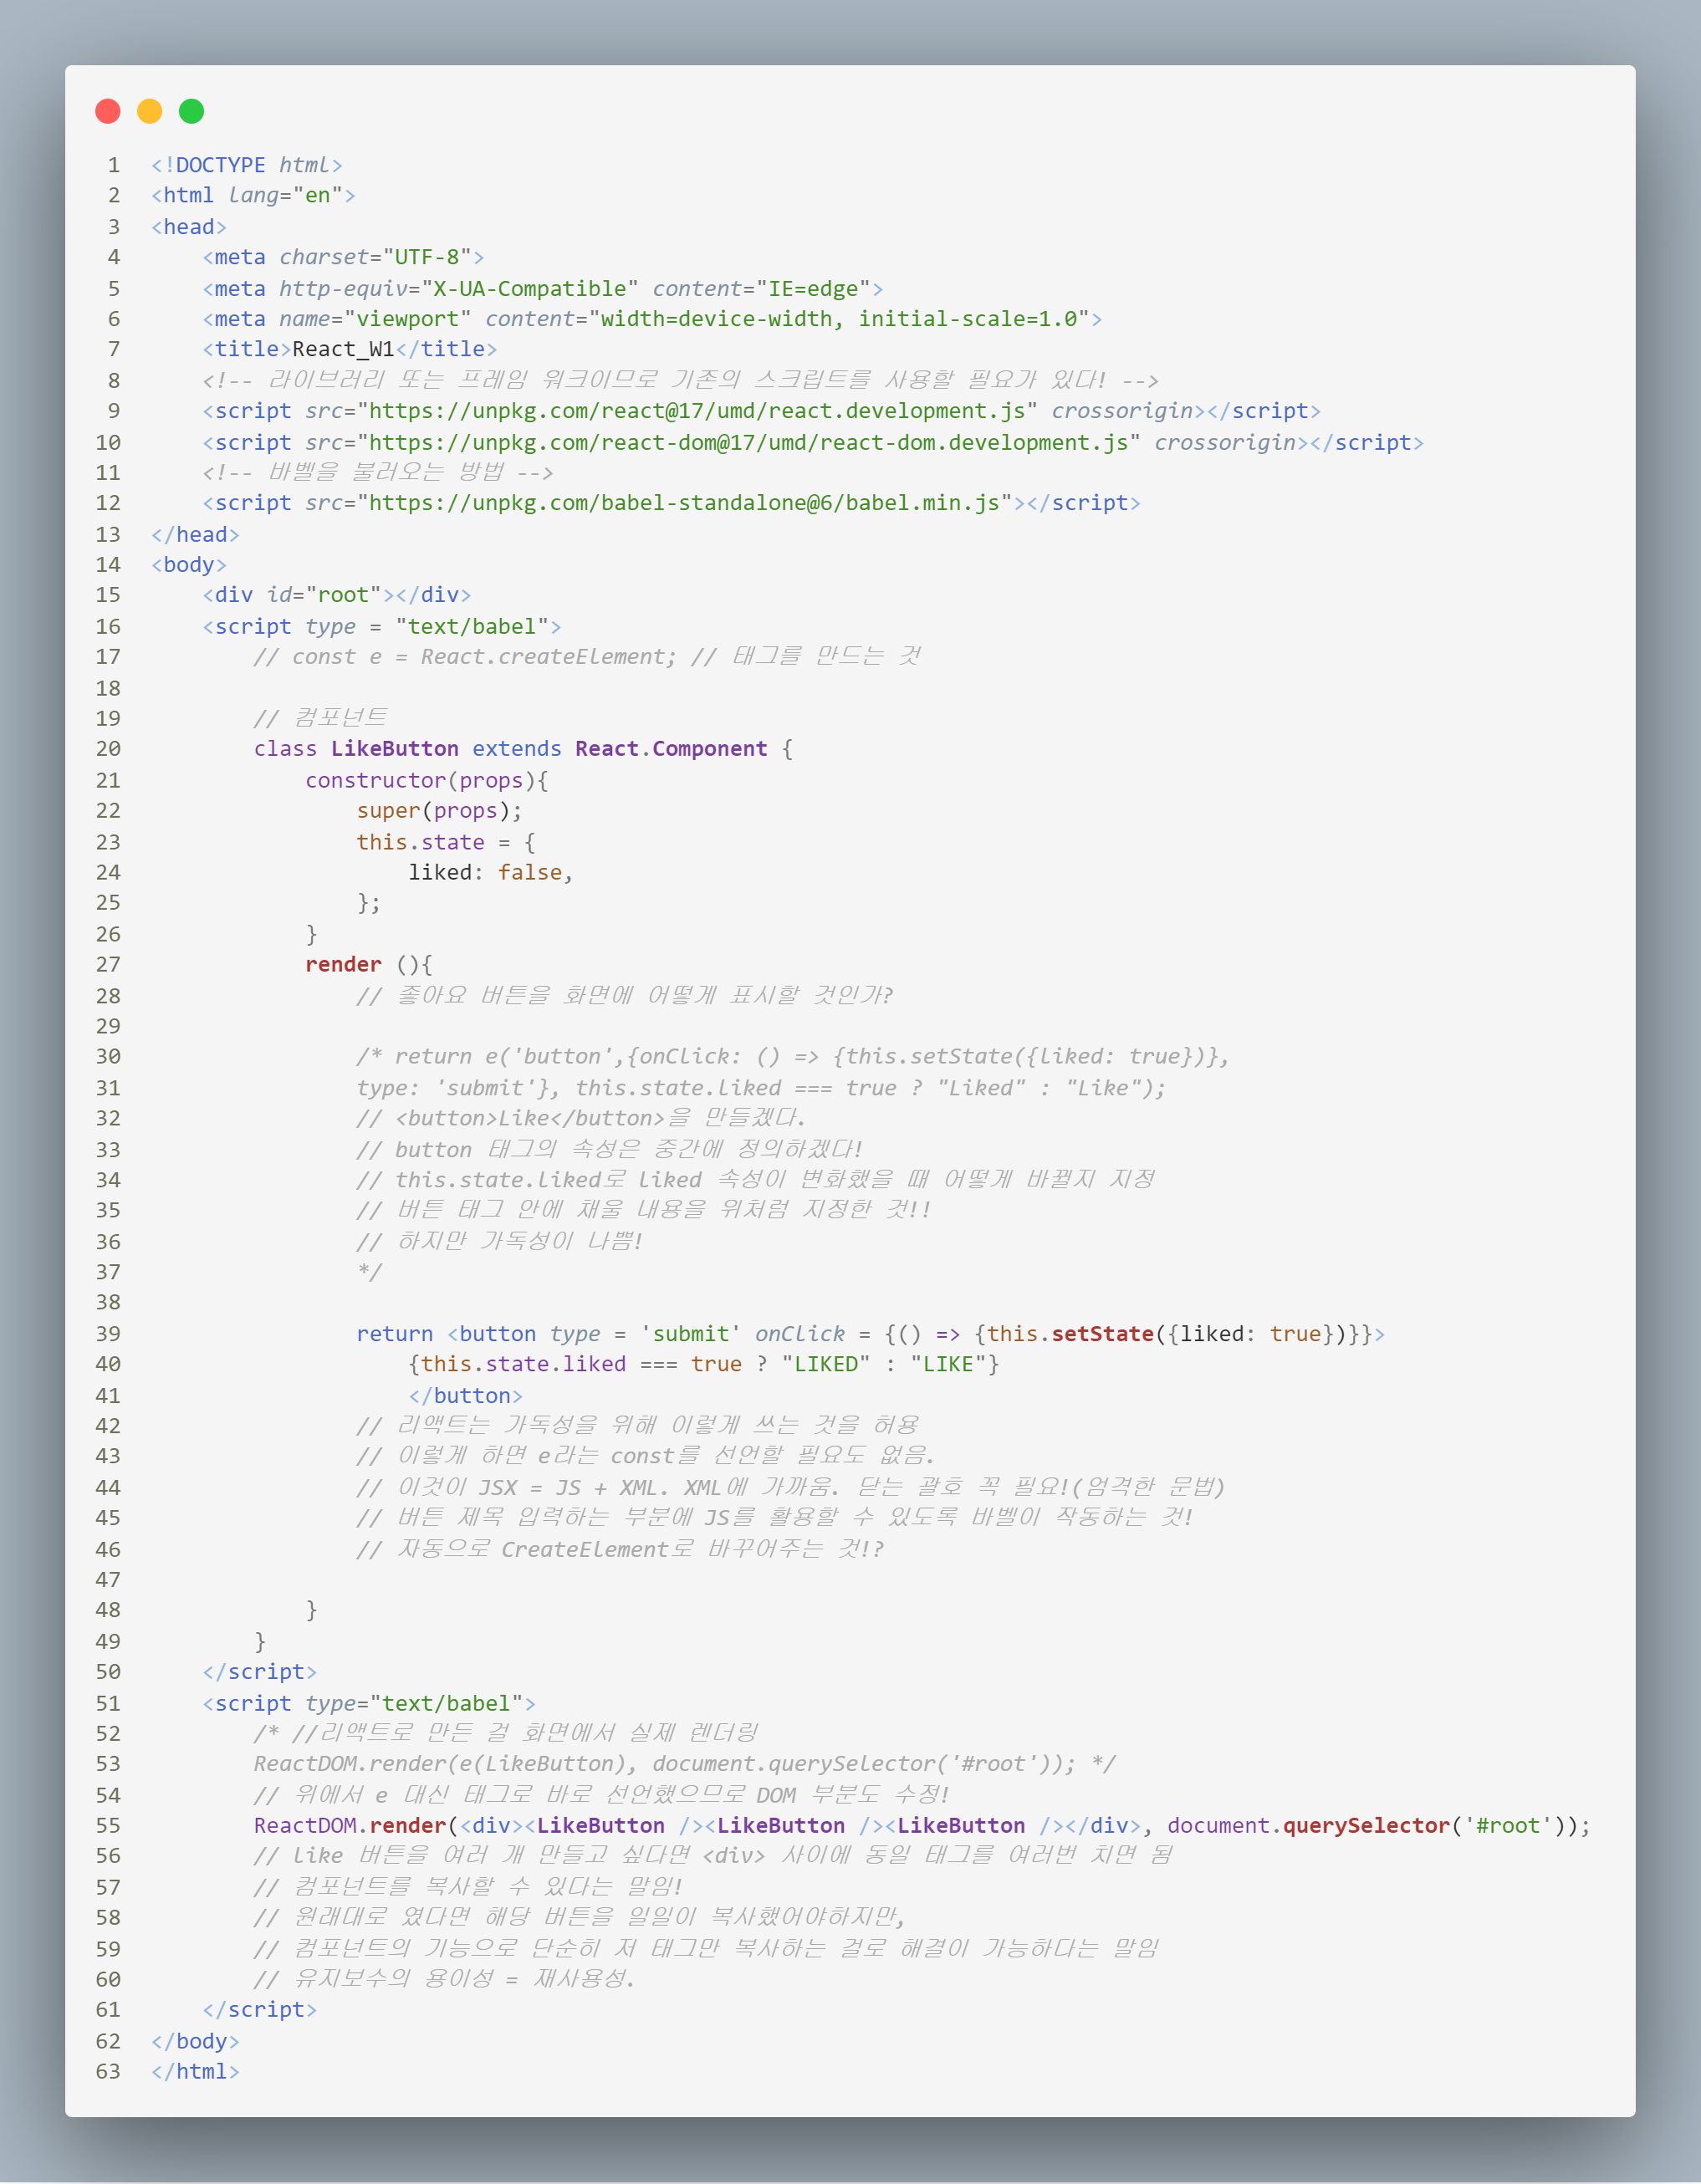 1 <!DOCTYPE html>
2 <html lang="en">
3 <head>
4     <meta charset="UTF-8">
5     <meta http-equiv="X-UA-Compatible" content="IE=edge">
6     <meta name="viewport" content="width=device-width, initial-scale=1.0">
7     <title>React_W1</title>
8     <!-- 라이브러리 또는 프레임 워크이므로 기존의 스크립트를 사용할 필요가 있다! -->
9     <script src="https://unpkg.com/react@17/umd/react.development.js" crossorigin></script>
10     <script src="https://unpkg.com/react-dom@17/umd/react-dom.development.js" crossorigin></script>
11     <!-- 바벨을 불러오는 방법 -->
12     <script src="https://unpkg.com/babel-standalone@6/babel.min.js"></script>
13 </head>
14 <body>
15     <div id="root"></div>
16     <script type = "text/babel">
17         // const e = React.createElement; // 태그를 만드는 것
18
19         // 컴포넌트
20         class LikeButton extends React.Component {
21             constructor(props){
22                 super(props);
23                 this.state = {
24                     liked: false,
25                 };
26             }
27             render (){
28                 // 좋아요 버튼을 화면에 어떻게 표시할 것인가?
29
30                 /* return e('button',{onClick: () => {this.setState({liked: true})},
31                 type: 'submit'}, this.state.liked === true ? "Liked" : "Like");
32                 // <button>Like</button>을 만들겠다.
33                 // button 태그의 속성은 중간에 정의하겠다!
34                 // this.state.liked로 liked 속성이 변화했을 때 어떻게 바뀔지 지정
35                 // 버튼 태그 안에 채울 내용을 위처럼 지정한 것!!
36                 // 하지만 가독성이 나쁨!
37                 */
38
39                 return <button type = 'submit' onClick = {() => {this.setState({liked: true})}}>
40                     {this.state.liked === true ? "LIKED" : "LIKE"}
41                     </button>
42                 // 리액트는 가독성을 위해 이렇게 쓰는 것을 허용
43                 // 이렇게 하면 e라는 const를 선언할 필요도 없음.
44                 // 이것이 JSX = JS + XML. XML에 가까움. 닫는 괄호 꼭 필요!(엄격한 문법)
45                 // 버튼 제목 입력하는 부분에 JS를 활용할 수 있도록 바벨이 작동하는 것!
46                 // 자동으로 CreateElement로 바꾸어주는 것!?
47
48             }
49         }
50     </script>
51     <script type="text/babel">
52         /* //리액트로 만든 걸 화면에서 실제 렌더링
53         ReactDOM.render(e(LikeButton), document.querySelector('#root')); */
54         // 위에서 e 대신 태그로 바로 선언했으므로 DOM 부분도 수정!
55         ReactDOM.render(<div><LikeButton /><LikeButton /><LikeButton /></div>, document.querySelector('#root'));
56         // like 버튼을 여러 개 만들고 싶다면 <div> 사이에 동일 태그를 여러번 치면 됨
57         // 컴포넌트를 복사할 수 있다는 말임!
58         // 원래대로 였다면 해당 버튼을 일일이 복사했어야하지만,
59         // 컴포넌트의 기능으로 단순히 저 태그만 복사하는 걸로 해결이 가능하다는 말임
60         // 유지보수의 용이성 = 재사용성.
61     </script>
62 </body>
63 </html>